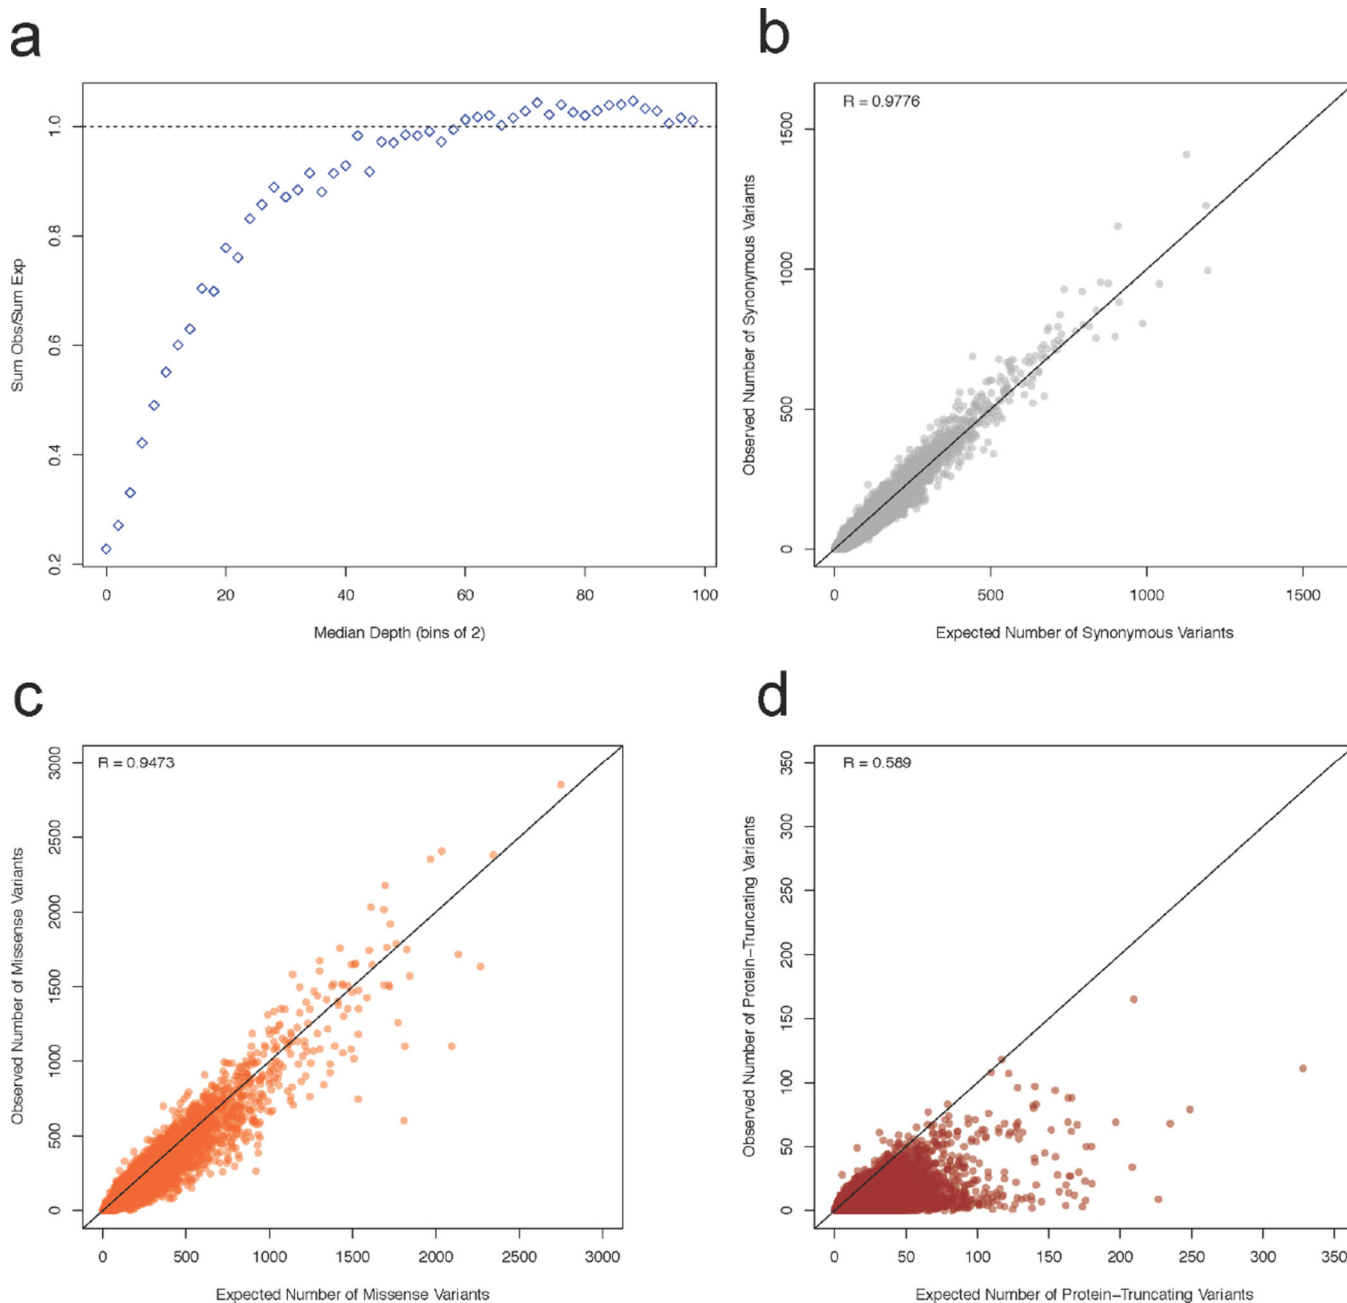 a
1.0
0.8
0.6
0.4
0.2
Sum Obs/Sum Exp
0 20 40 60 80 100
Median Depth (bins of 2)
b
R = 0.9776
1500
1000
500
0
Observed Number of Synonymous Variants
0 500 1000 1500
Expected Number of Synonymous Variants
c
R = 0.9473
3000
2500
2000
1500
1000
500
0
Observed Number of Missense Variants
0 500 1000 1500 2000 2500 3000
Expected Number of Missense Variants
d
R = 0.589
350
300
250
200
150
100
50
0
Observed Number of Protein−Truncating Variants
0 50 100 150 200 250 300 350
Expected Number of Protein−Truncating Variants